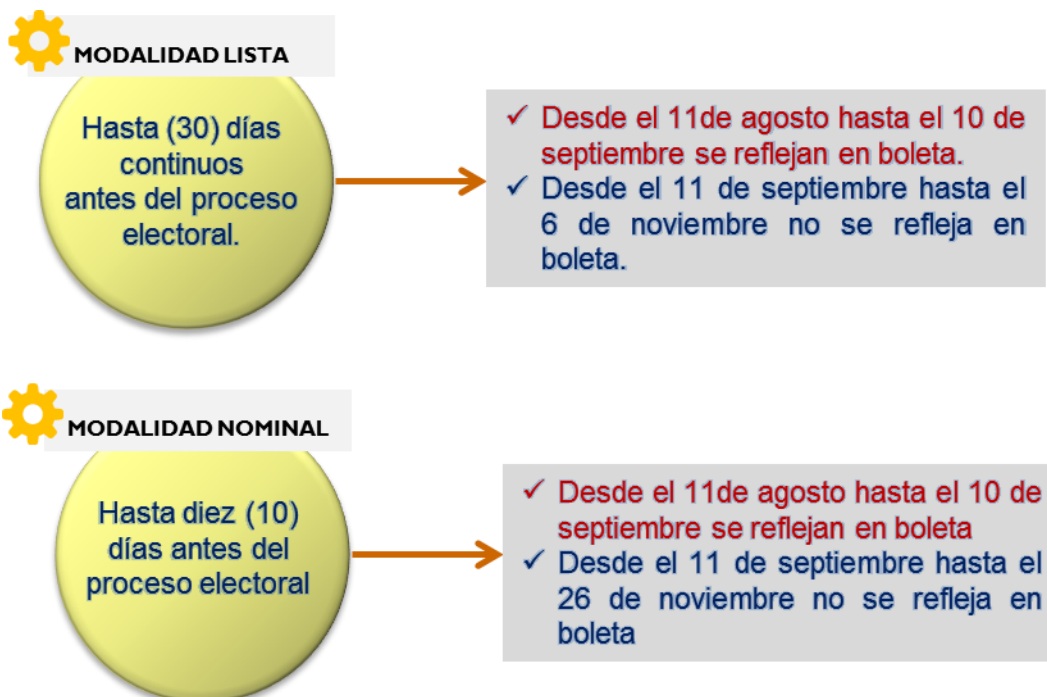 MODALIDAD LISTA
Hasta (30) días
continuos
antes del proceso
electoral.
✓ Desde el 11de agosto hasta el 10 de
septiembre se reflejan en boleta.
✓ Desde el 11 de septiembre hasta el
6 de noviembre no se refleja en
boleta.
MODALIDAD NOMINAL
Hasta diez (10)
días antes del
proceso electoral
✓ Desde el 11de agosto hasta el 10 de
septiembre se reflejan en boleta
✓ Desde el 11 de septiembre hasta el
26 de noviembre no se refleja en
boleta